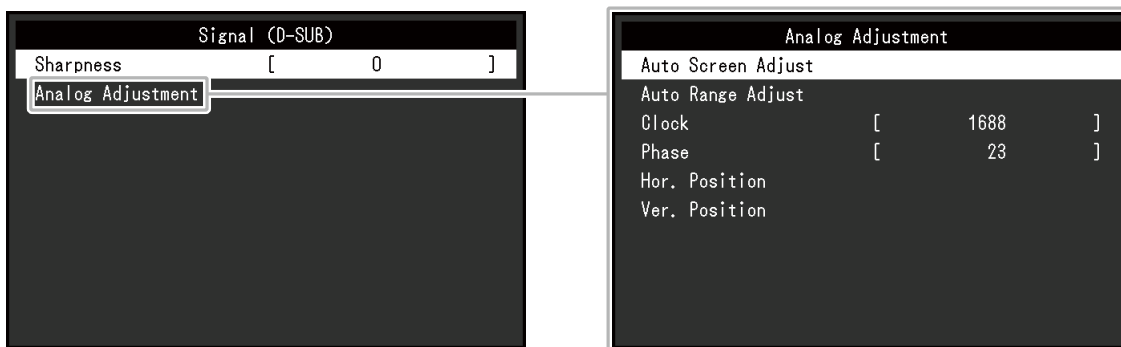 Signal (D-SUB)
Sharpness [ 0 ]
Analog Adjustment
Analog Adjustment
Auto Screen Adjust
Auto Range Adjust
Clock [ 1688 ]
Phase [ 23 ]
Hor. Position
Ver. Position